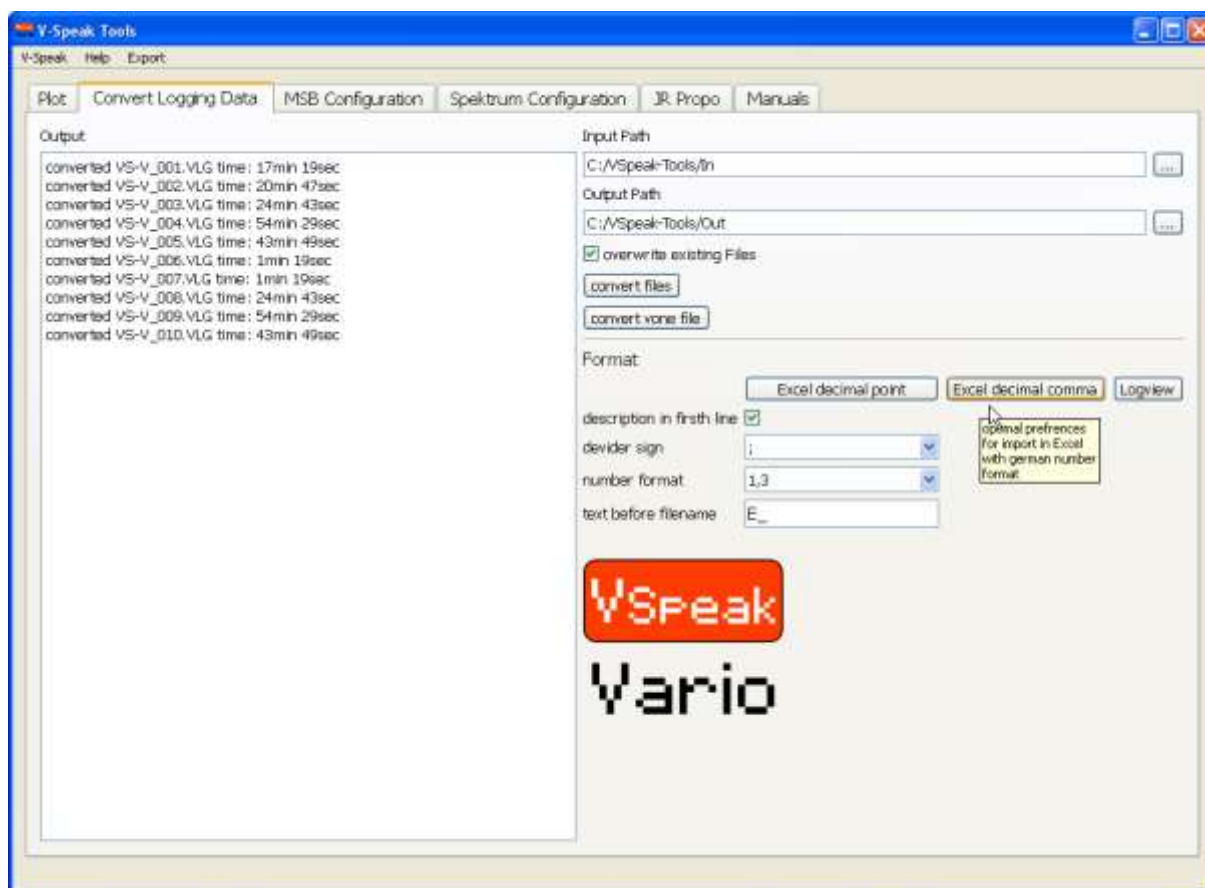 V-Speak Tools
V-Speak Help Export
Plot Convert Logging Data MSB Configuration Spektrum Configuration JR Propo Manuals
Output
converted VS-V_001.VLG time: 17min 19sec
converted VS-V_002.VLG time: 20min 47sec
converted VS-V_003.VLG time: 24min 43sec
converted VS-V_004.VLG time: 54min 29sec
converted VS-V_005.VLG time: 43min 49sec
converted VS-V_006.VLG time: 1min 19sec
converted VS-V_007.VLG time: 1min 19sec
converted VS-V_008.VLG time: 24min 43sec
converted VS-V_009.VLG time: 54min 29sec
converted VS-V_010.VLG time: 43min 49sec
Input Path
C:/VSpeak-Tools/In
...
Output Path
C:/VSpeak-Tools/Out
...
overwrite existing Files
convert files
convert vone file
Format
Excel decimal point Excel decimal comma Logview
description in firsth line
devider sign ;
number format 1,3
text before filename E_
opimal prefrences
for import in Excel
with german number
format
VSpeak
Vario